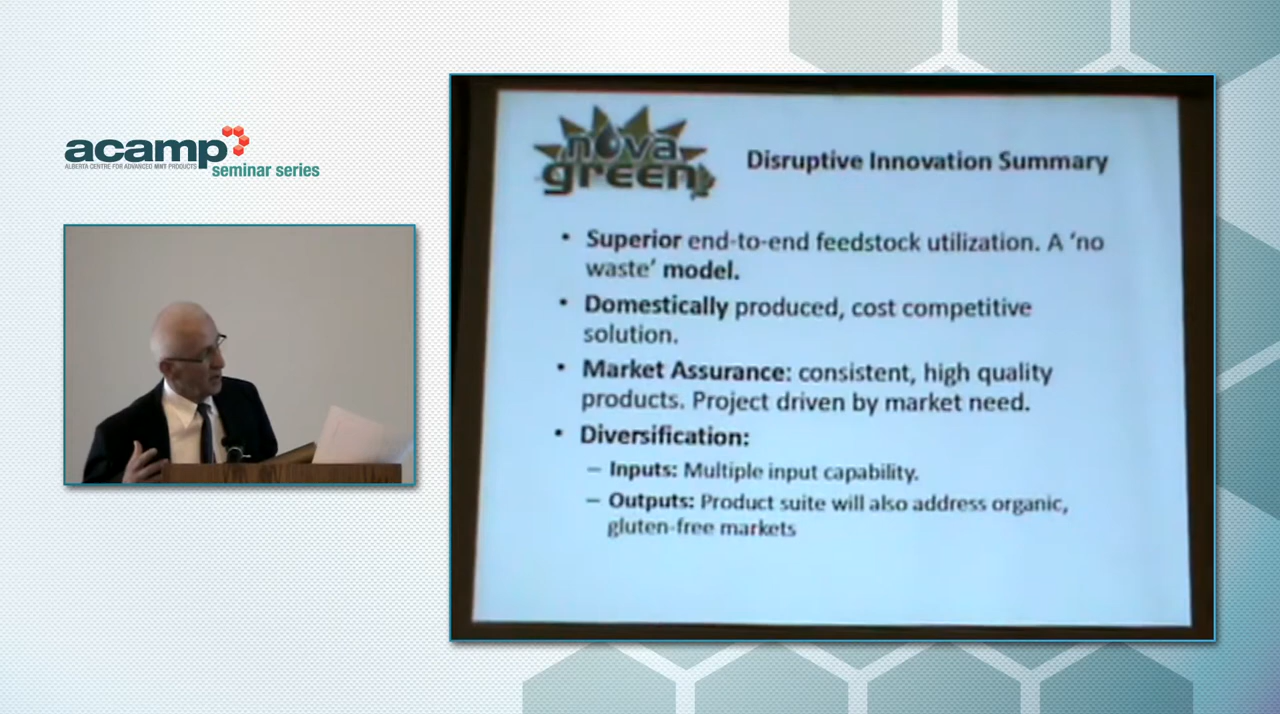 acamp
ALBERTA CENTRE FOR ADVANCED MNT PRODUCTS
seminar series
nova
green
Disruptive Innovation Summary
• Superior end-to-end feedstock utilization. A ‘no
waste’ model.
• Domestically produced, cost competitive
solution.
• Market Assurance: consistent, high quality
products. Project driven by market need.
• Diversification:
– Inputs: Multiple input capability.
– Outputs: Product suite will also address organic,
gluten-free markets